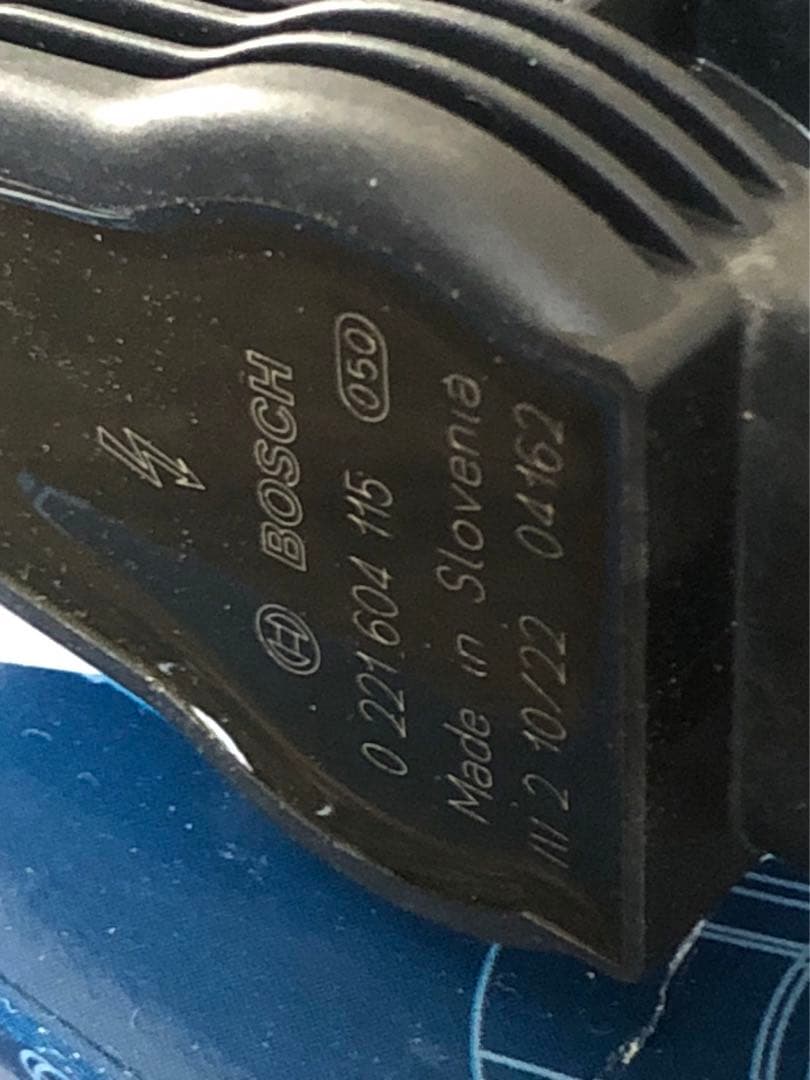 BOSCH
0 221 604 115 050
Made in Slovenia
III 2 10/22 04162